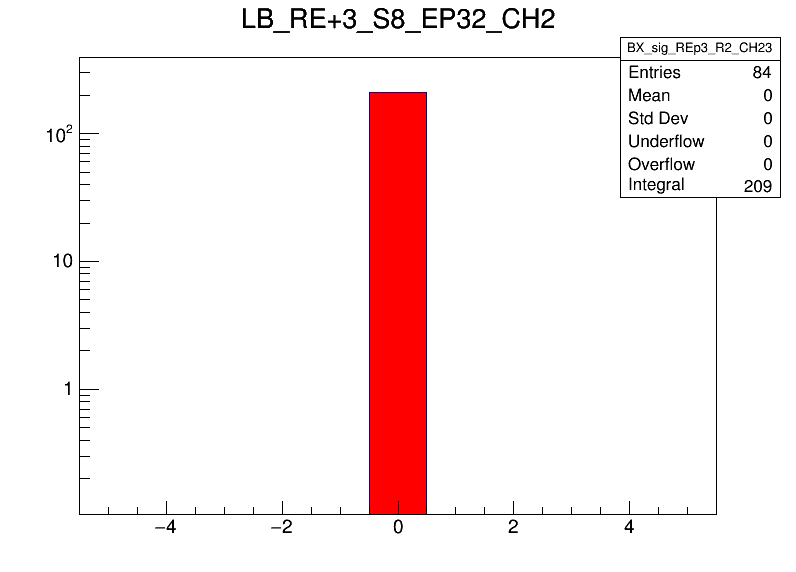 LB_RE+3_S8_EP32_CH2
BX_sig_REp3_R2_CH23
Entries 84
Mean 0
Std Dev 0
Underflow 0
Overflow 0
Integral 209
10²
10
1
−4 −2 0 2 4